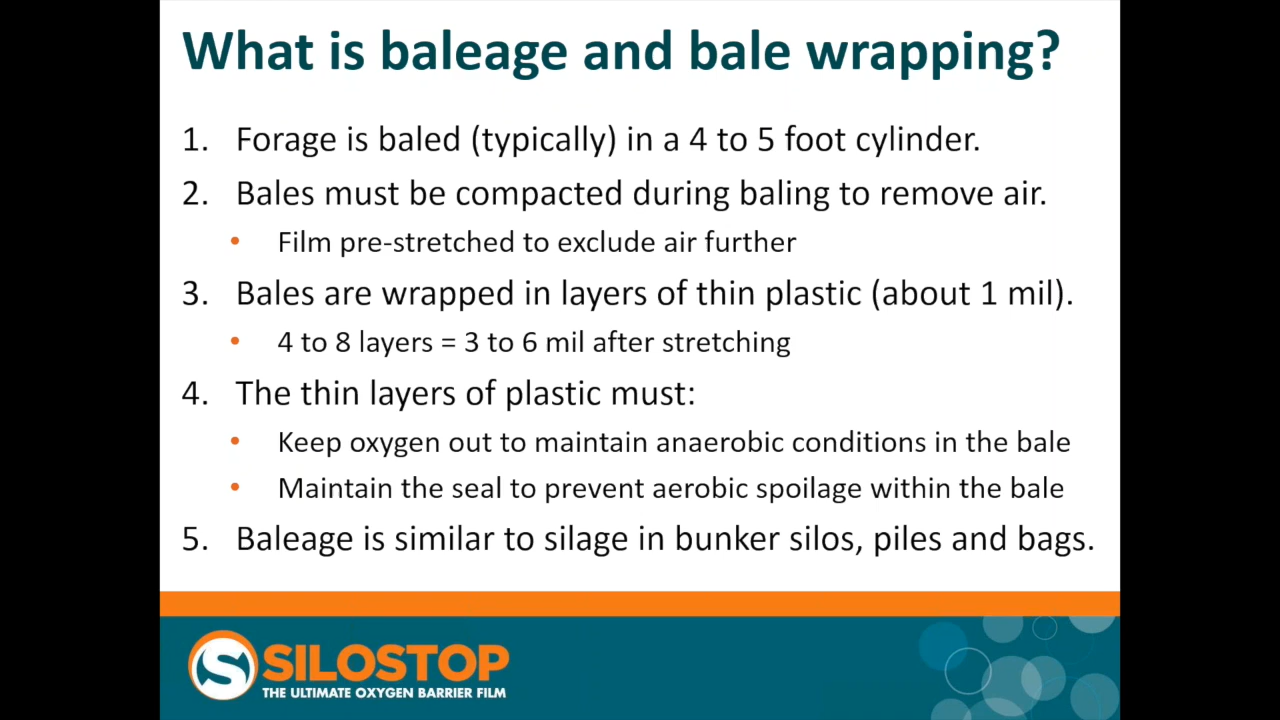 What is baleage and bale wrapping?
1. Forage is baled (typically) in a 4 to 5 foot cylinder.
2. Bales must be compacted during baling to remove air.
• Film pre-stretched to exclude air further
3. Bales are wrapped in layers of thin plastic (about 1 mil).
• 4 to 8 layers = 3 to 6 mil after stretching
4. The thin layers of plastic must:
• Keep oxygen out to maintain anaerobic conditions in the bale
• Maintain the seal to prevent aerobic spoilage within the bale
5. Baleage is similar to silage in bunker silos, piles and bags.
SILOSTOP
THE ULTIMATE OXYGEN BARRIER FILM